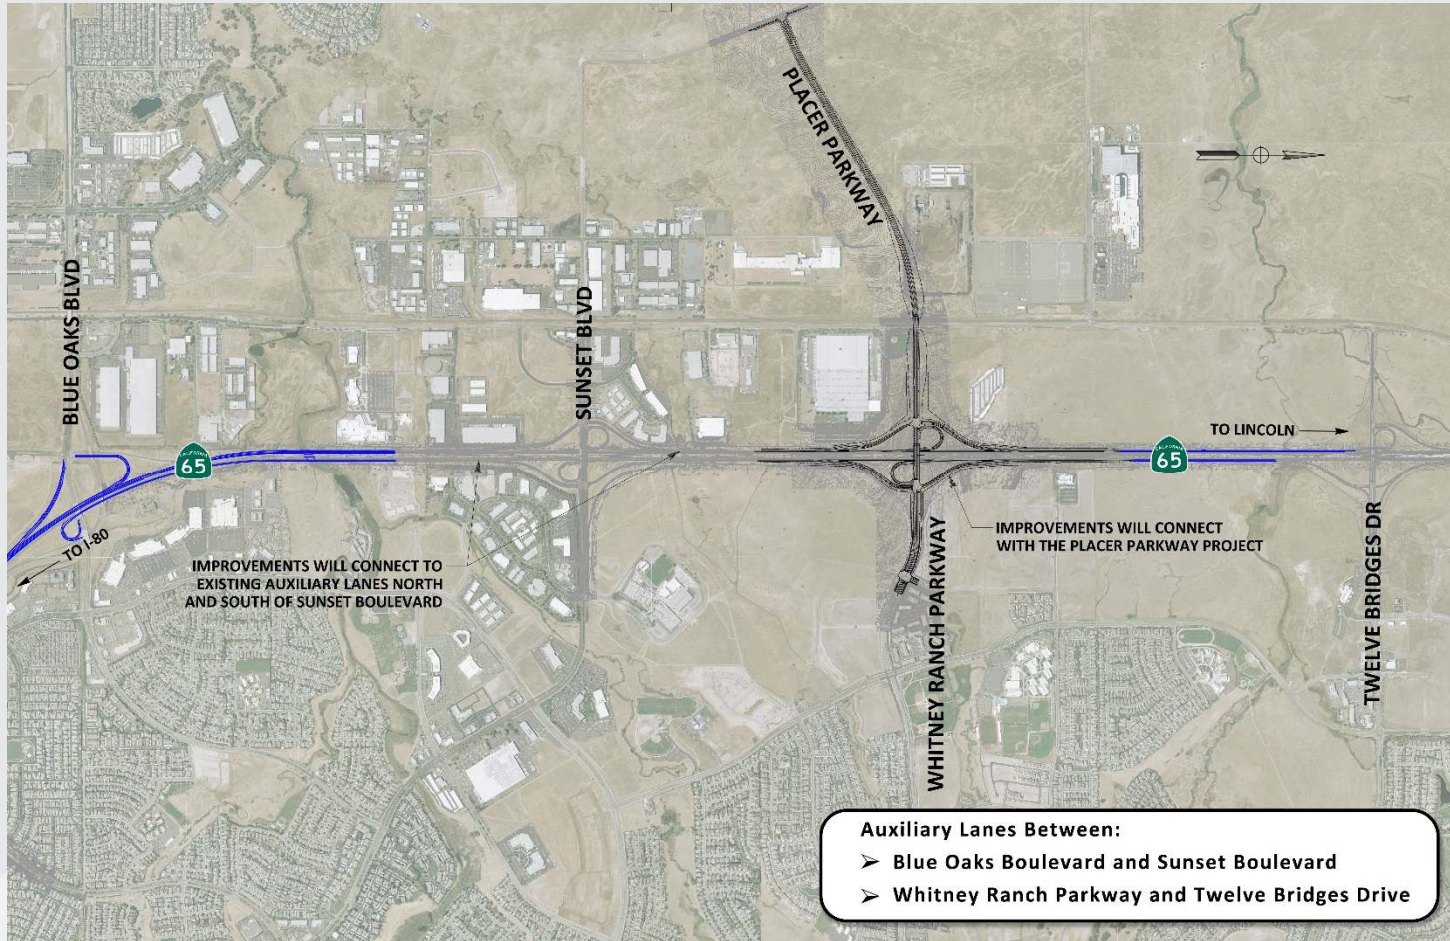 PLACER PARKWAY
BLUE OAKS BLVD
SUNSET BLVD
CALIFORNIA
65
TO LINCOLN
CALIFORNIA
65
TO I-80
IMPROVEMENTS WILL CONNECT TO
EXISTING AUXILIARY LANES NORTH
AND SOUTH OF SUNSET BOULEVARD
IMPROVEMENTS WILL CONNECT
WITH THE PLACER PARKWAY PROJECT
WHITNEY RANCH PARKWAY
TWELVE BRIDGES DR
Auxiliary Lanes Between:
➢ Blue Oaks Boulevard and Sunset Boulevard
➢ Whitney Ranch Parkway and Twelve Bridges Drive